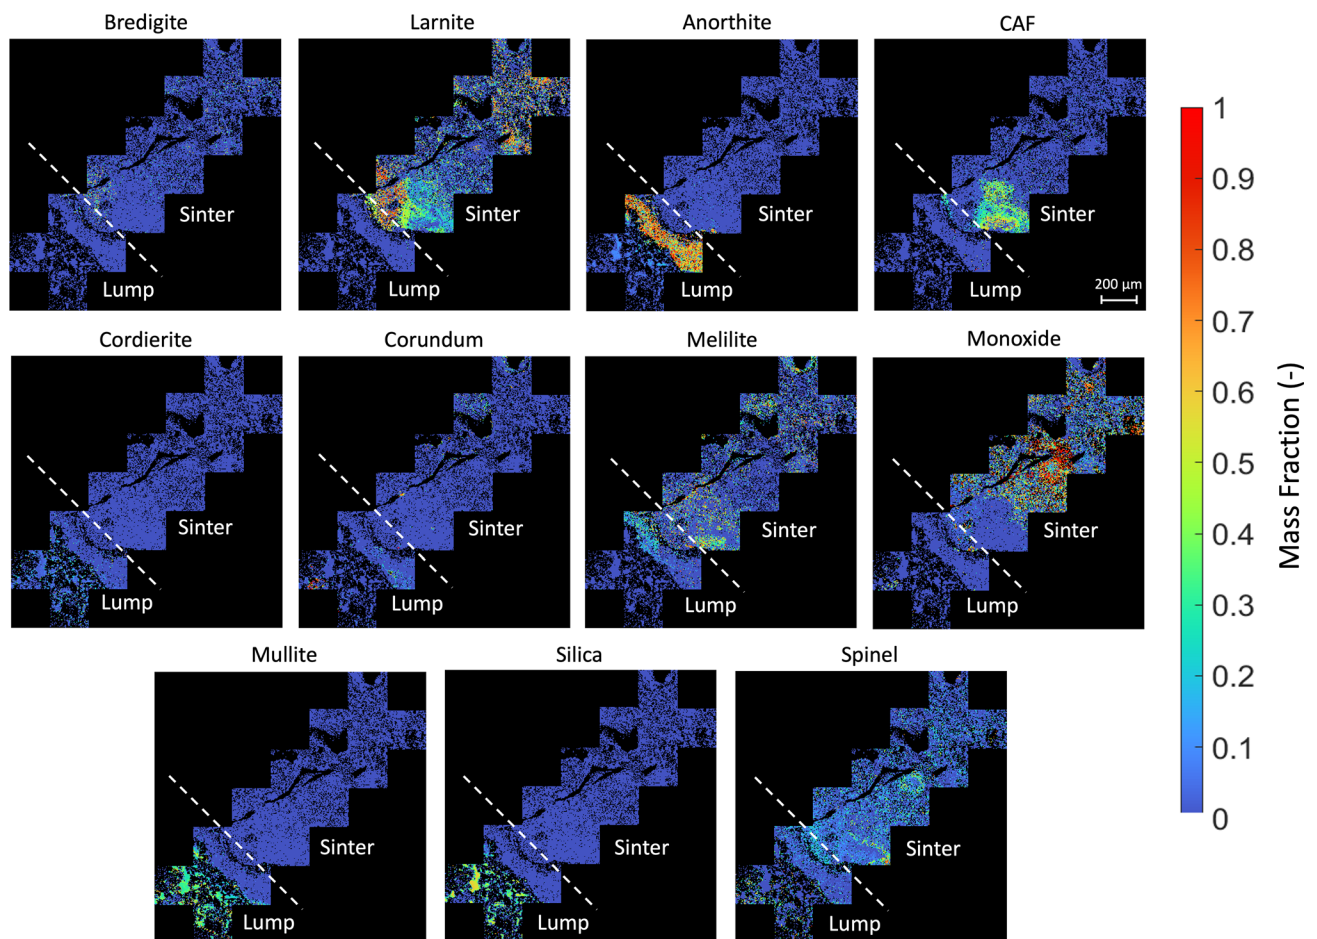 Bredigite
Larnite
Anorthite
CAF
Sinter
Lump
Sinter
Lump
Sinter
Lump
Sinter
Lump
200 µm
Cordierite
Corundum
Melilite
Monoxide
Sinter
Lump
Sinter
Lump
Sinter
Lump
Sinter
Lump
Mullite
Silica
Spinel
Sinter
Lump
Sinter
Lump
Sinter
Lump
1
0.9
0.8
0.7
0.6
0.5
0.4
0.3
0.2
0.1
0
Mass Fraction (-)